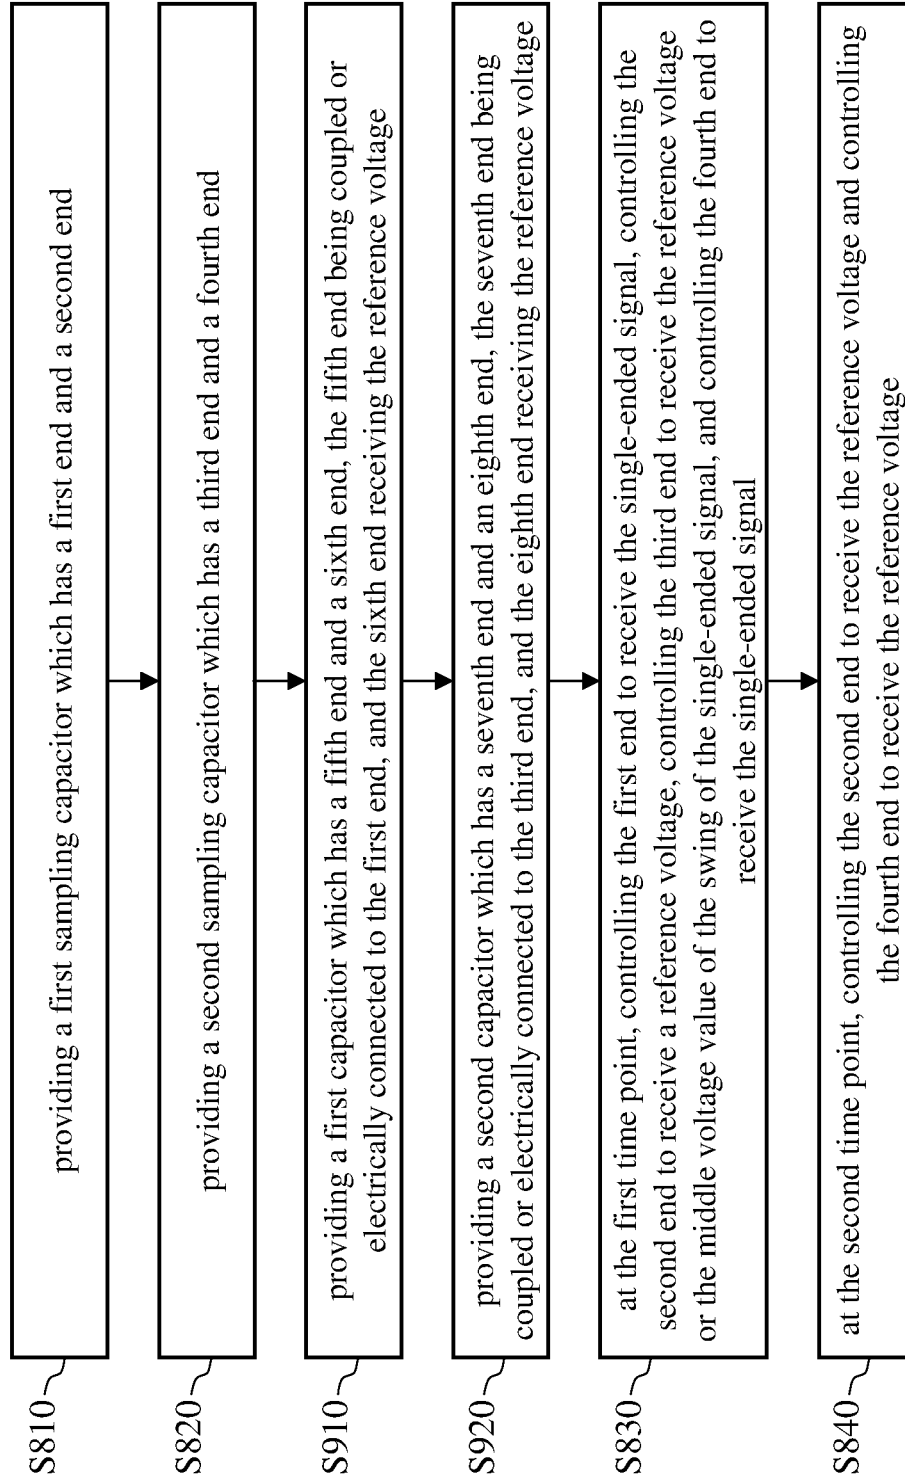 S810
providing a first sampling capacitor which has a first end and a second end
S820
providing a second sampling capacitor which has a third end and a fourth end
S910
providing a first capacitor which has a fifth end and a sixth end, the fifth end being coupled or
electrically connected to the first end, and the sixth end receiving the reference voltage
S920
providing a second capacitor which has a seventh end and an eighth end, the seventh end being
coupled or electrically connected to the third end, and the eighth end receiving the reference voltage
S830
at the first time point, controlling the first end to receive the single-ended signal, controlling the
second end to receive a reference voltage, controlling the third end to receive the reference voltage
or the middle voltage value of the swing of the single-ended signal, and controlling the fourth end to
receive the single-ended signal
S840
at the second time point, controlling the second end to receive the reference voltage and controlling
the fourth end to receive the reference voltage